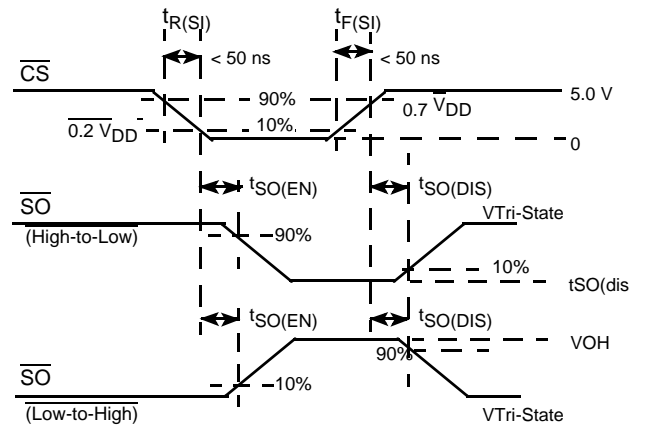 tR(SI) tF(SI)
< 50 ns < 50 ns
CS
90% 5.0 V
0.7 VDD
0.2 VDD 10%
0
tSO(EN) tSO(DIS)
SO VTri-State
(High-to-Low) 90%
10%
tSO(dis
tSO(EN) tSO(DIS)
VOH
90%
SO 10%
(Low-to-High) VTri-State